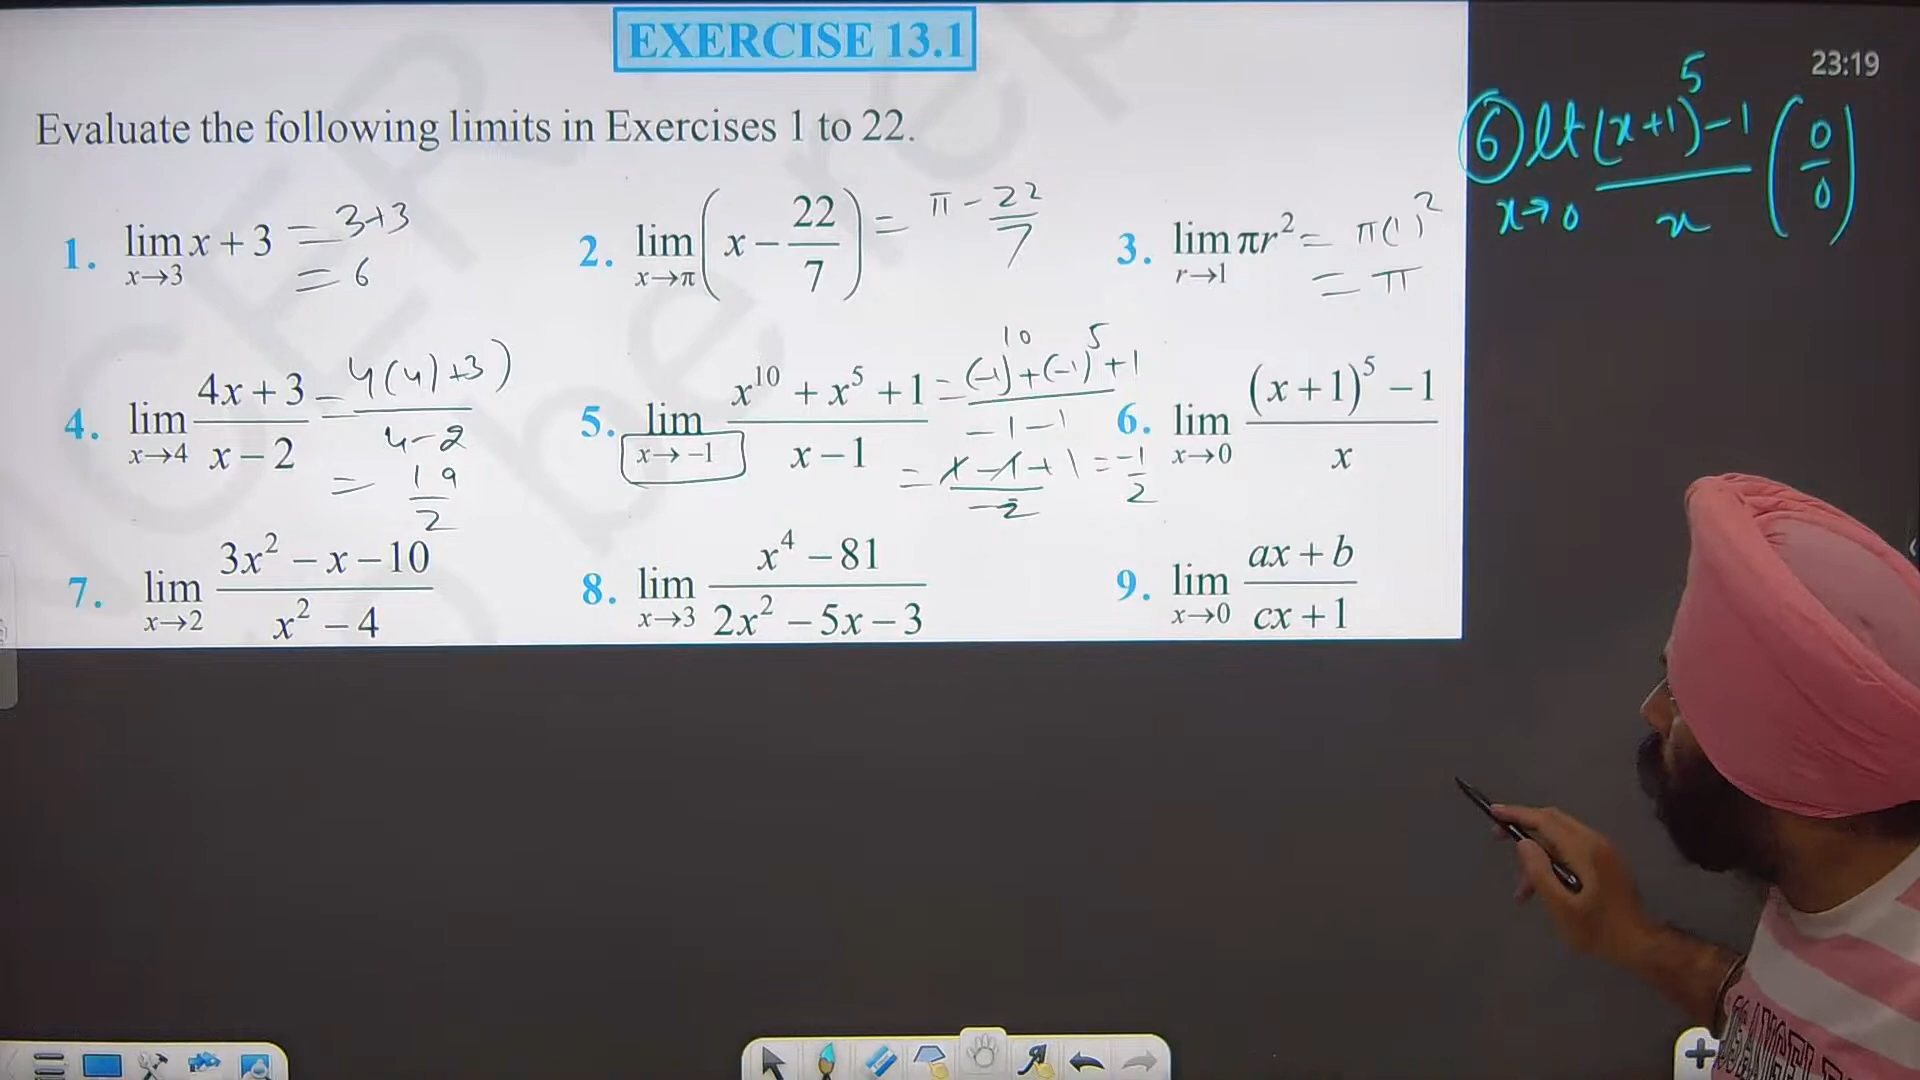 EXERCISE 13.1
23:19
Evaluate the following limits in Exercises 1 to 22.
⑥ lt x→0 ((x+1)^5 - 1)/x (0/0)
1. lim x→3 x + 3 = 3+3
= 6
2. lim x→π (x - 22/7) = π - 22/7
3. lim r→1 πr² = π(1)²
= π
4. lim x→4 (4x + 3)/(x - 2) = 4(4)+3)/4-2
= 19/2
5. lim x→-1 (x^10 + x^5 + 1)/(x - 1) = ((-1)^10 + (-1)^5 + 1)/(-1-1)
= (1-1+1)/-2 = -1/2
6. lim x→0 ((x+1)^5 - 1)/x
7. lim x→2 (3x² - x - 10)/(x² - 4)
8. lim x→3 (x^4 - 81)/(2x² - 5x - 3)
9. lim x→0 (ax + b)/(cx + 1)